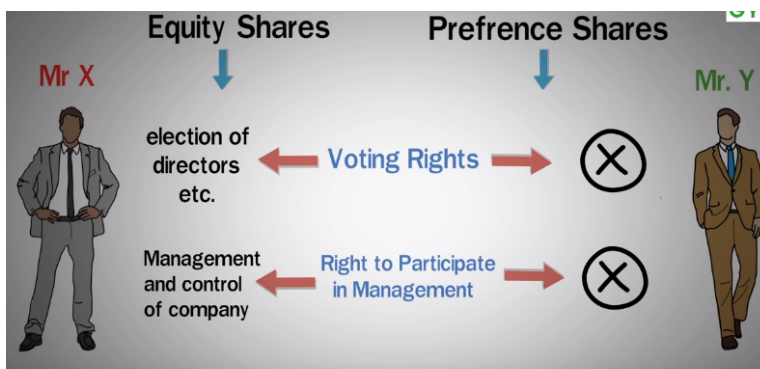 Equity Shares
Prefrence Shares
Mr X
Mr. Y
election of
directors
etc.
Voting Rights
Management
and control
of company
Right to Participate
in Management